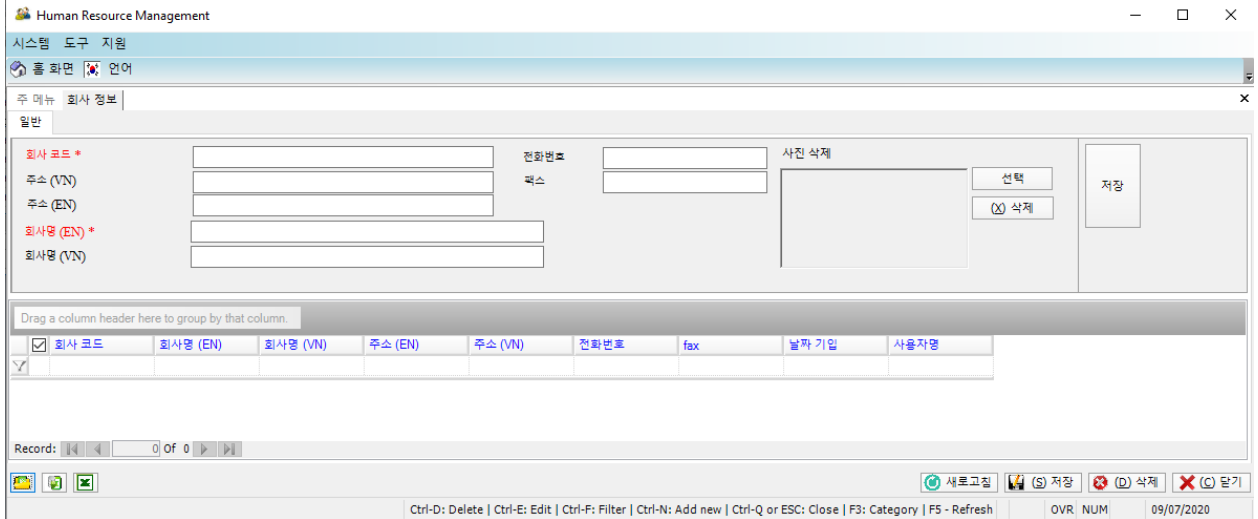 Human Resource Management
시스템 도구 지원
홈 화면 언어
주 메뉴 회사 정보
일반
회사 코드 * 전화번호 사진 삭제
주소 (VN) 팩스 선택 저장
주소 (EN) (X) 삭제
회사명 (EN) *
회사명 (VN)
Drag a column header here to group by that column.
회사 코드 회사명 (EN) 회사명 (VN) 주소 (EN) 주소 (VN) 전화번호 fax 날짜 기입 사용자명
Record: 0 Of 0
새로고침 (S) 저장 (D) 삭제 (C) 닫기
Ctrl-D: Delete | Ctrl-E: Edit | Ctrl-F: Filter | Ctrl-N: Add new | Ctrl-Q or ESC: Close | F3: Category | F5 - Refresh OVR NUM 09/07/2020